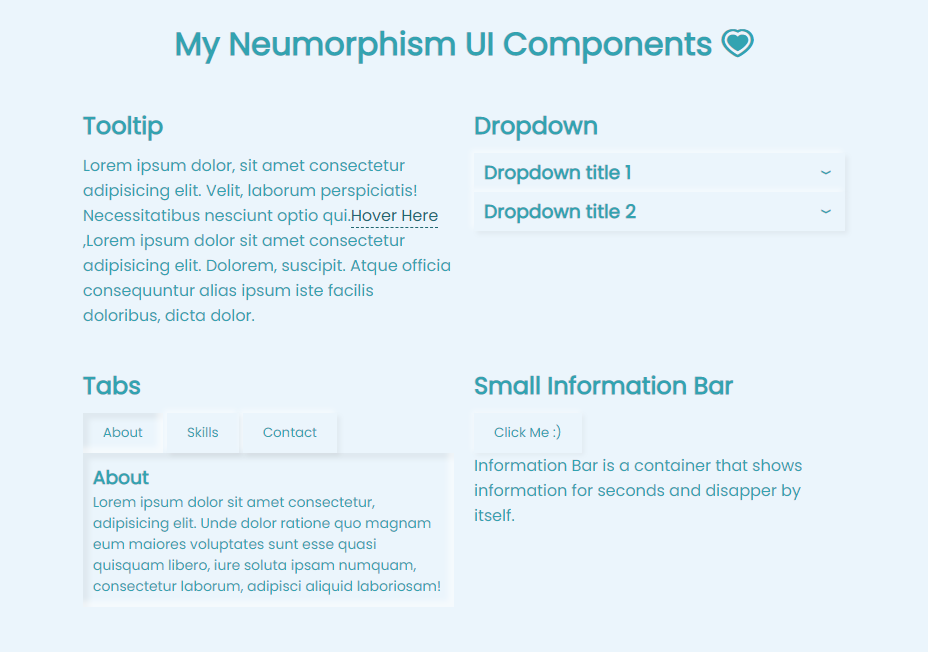 My Neumorphism UI Components
Tooltip
Lorem ipsum dolor, sit amet consectetur
adipisicing elit. Velit, laborum perspiciatis!
Necessitatibus nesciunt optio qui.Hover Here
,Lorem ipsum dolor sit amet consectetur
adipisicing elit. Dolorem, suscipit. Atque officia
consequuntur alias ipsum iste facilis
doloribus, dicta dolor.
Dropdown
Dropdown title 1
Dropdown title 2
Tabs
About Skills Contact
About
Lorem ipsum dolor sit amet consectetur,
adipisicing elit. Unde dolor ratione quo magnam
eum maiores voluptates sunt esse quasi
quisquam libero, iure soluta ipsam numquam,
consectetur laborum, adipisci aliquid laboriosam!
Small Information Bar
Click Me :)
Information Bar is a container that shows
information for seconds and disapper by
itself.